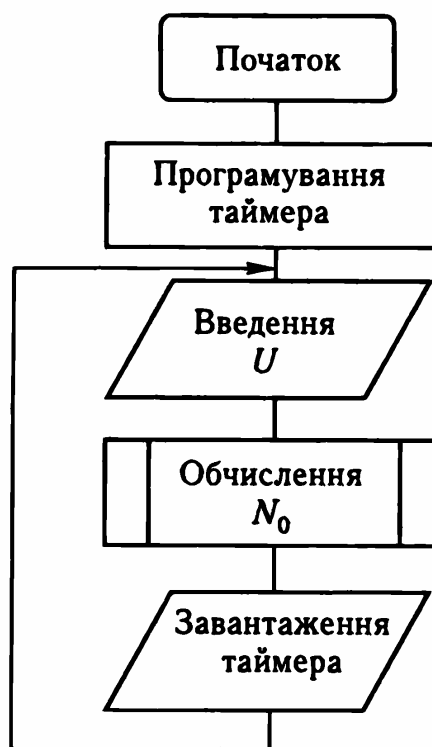 Початок
Програмування
таймера
Введення
U
Обчислення
N₀
Завантаження
таймера